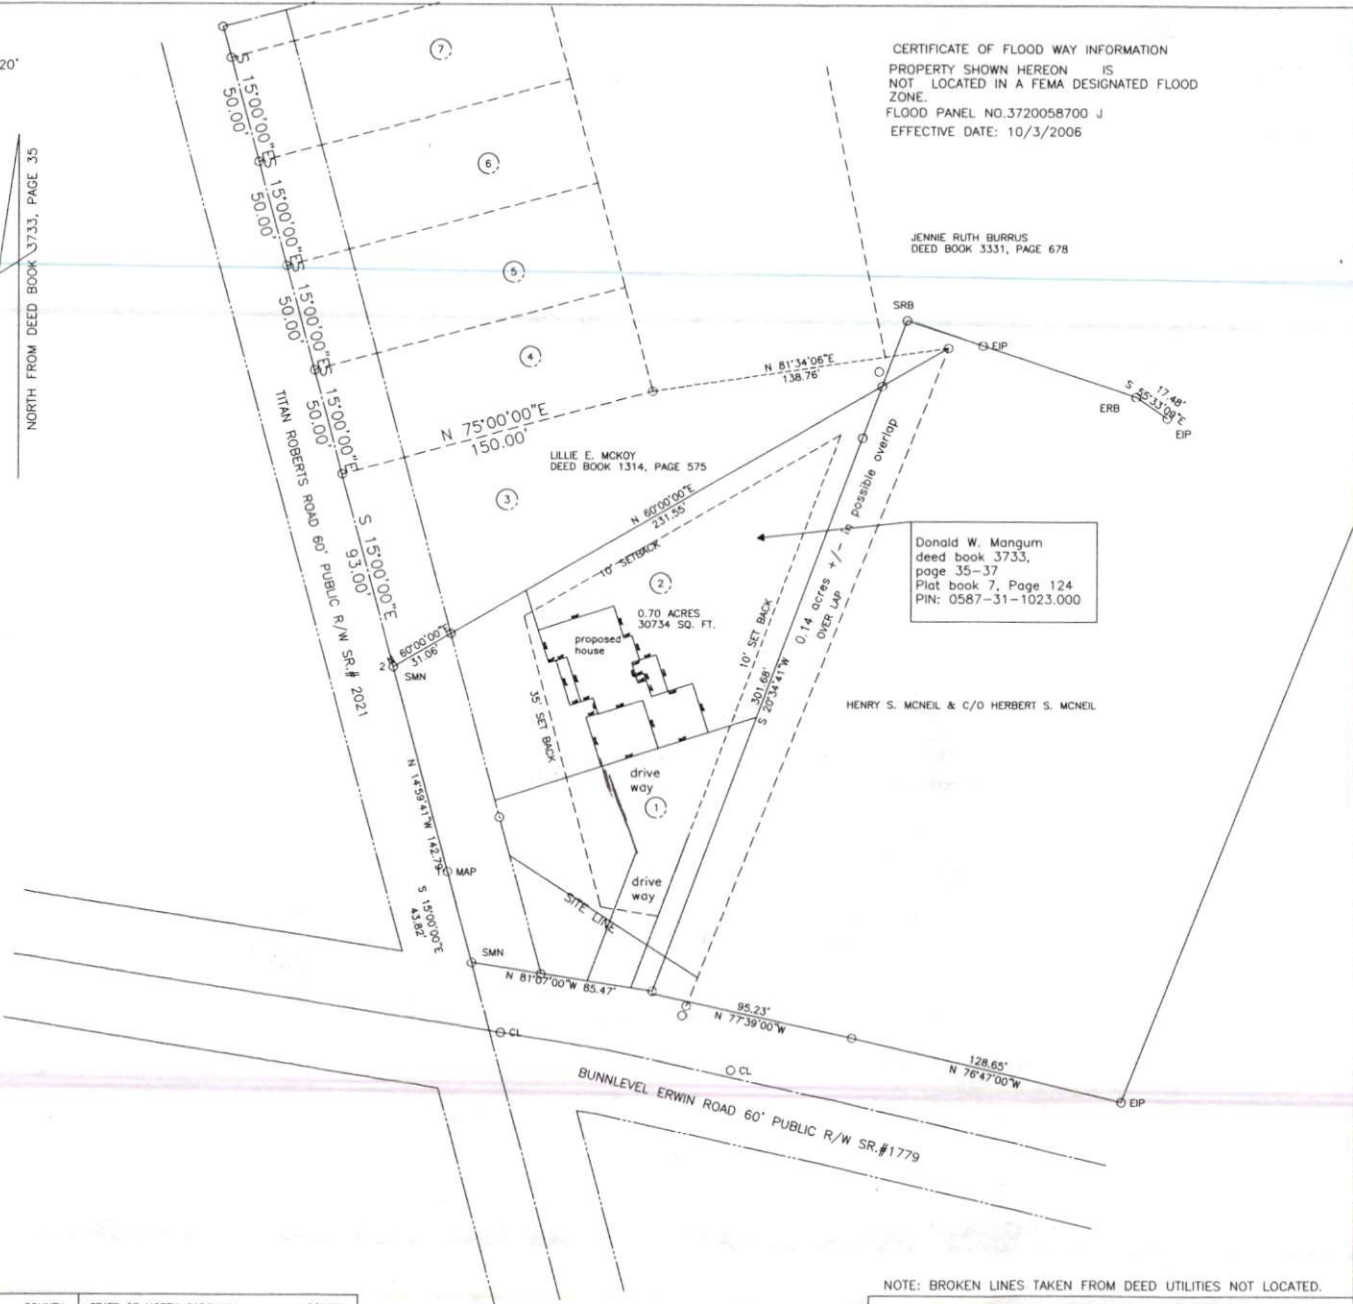 20'
NORTH FROM DEED BOOK 3733, PAGE 35
CERTIFICATE OF FLOOD WAY INFORMATION
PROPERTY SHOWN HEREON IS
NOT LOCATED IN A FEMA DESIGNATED FLOOD
ZONE.
FLOOD PANEL NO.3720058700 J
EFFECTIVE DATE: 10/3/2006
JENNIE RUTH BURRUS
DEED BOOK 3331, PAGE 678
7
6
5
4
S 15°00'00"E
50.00'
S 15°00'00"E
50.00'
S 15°00'00"E
50.00'
S 15°00'00"E
50.00'
TITAN ROBERTS ROAD 60' PUBLIC R/W SR.# 2021
N 75°00'00"E
150.00'
N 81°34'06"E
138.76'
SRB
EIP
ERB
17.48'
S 55°33'09"E
EIP
LILLIE E. MCKOY
DEED BOOK 1314, PAGE 575
3
S 15°00'00"E
93.00'
N 60°00'00"E
231.55'
10' SETBACK
2
0.70 ACRES
30734 SQ. FT.
proposed
house
Donald W. Mangum
deed book 3733,
page 35-37
Plat book 7, Page 124
PIN: 0587-31-1023.000
0.14 acres +/- in possible overlap
OVER LAP
10' SET BACK
301.68'
S 20°34'41"W
60°00'00"E
31.06'
2
SMN
35' SET BACK
HENRY S. MCNEIL & C/O HERBERT S. MCNEIL
drive
way
1
N 14°59'41"W 142.79'
MAP
S 15°00'00"E
43.82'
drive
way
SITE LINE
SMN
N 81°07'00"W 85.47'
95.23'
N 77°39'00"W
128.65'
N 76°47'00"W
EIP
CL
CL
BUNNLEVEL ERWIN ROAD 60' PUBLIC R/W SR.#1779
NOTE: BROKEN LINES TAKEN FROM DEED UTILITIES NOT LOCATED.